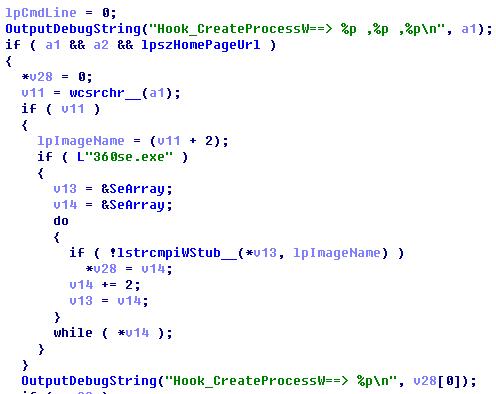 lpCmdLine = 0;
OutputDebugString("Hook_CreateProcessW==> %p ,%p ,%p\n", a1);
if ( a1 && a2 && lpszHomePageUrl )
{
*v28 = 0;
v11 = wcsrchr__(a1);
if ( v11 )
{
lpImageName = (v11 + 2);
if ( L"360se.exe" )
{
v13 = &SeArray;
v14 = &SeArray;
do
{
if ( !lstrcmpiWStub__(*v13, lpImageName) )
*v28 = v14;
v14 += 2;
v13 = v14;
}
while ( *v14 );
}
}
OutputDebugString("Hook_CreateProcessW==> %p\n", v28[0]);